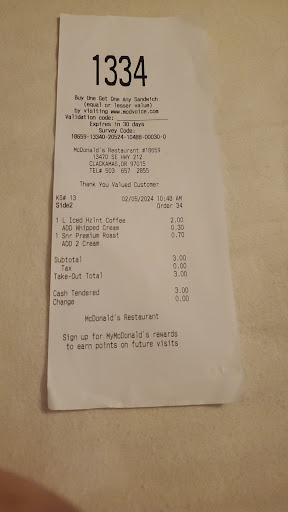 1334
Buy One Get One any Sandwich
(equal or lesser value)
by visiting www.mcdvoice.com
Validation code:
Expires in 30 days
Survey Code:
18659-13340-20524-10488-00030-0
McDonald's Restaurant #18659
13470 SE HWY 212
CLACKAMAS,OR 97015
TEL# 503 657 2855
Thank You Valued Customer
KS# 13 02/05/2024 10:48 AM
Side2 Order 34
1 L Iced Hzlnt Coffee 2.00
ADD Whipped Cream 0.30
1 Snr Premium Roast 0.70
ADD 2 Cream
Subtotal 3.00
Tax 0.00
Take-Out Total 3.00
Cash Tendered 3.00
Change 0.00
McDonald's Restaurant
Sign up for MyMcDonald's rewards
to earn points on future visits